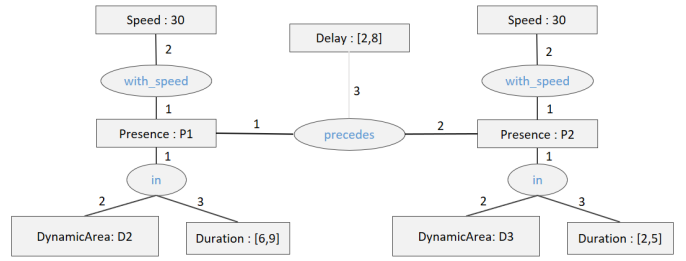 Speed : 30
Speed : 30
Delay : [2,8]
2
2
with_speed
with_speed
3
1
1
Presence : P1
1
precedes
2
Presence : P2
1
1
in
in
2
3
2
3
DynamicArea: D2
Duration : [6,9]
DynamicArea: D3
Duration : [2,5]